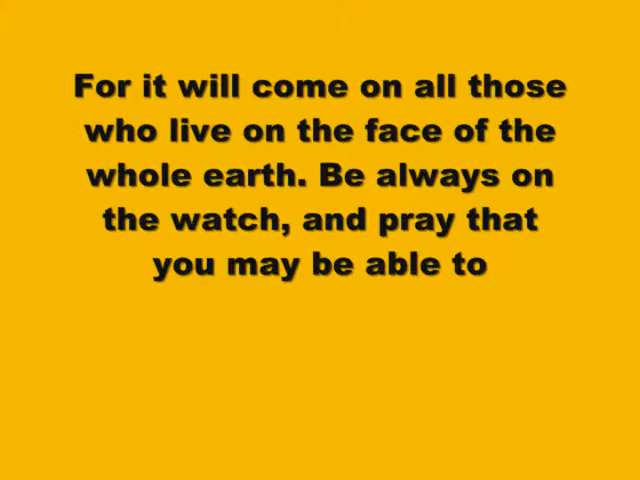 For it will come on all those
who live on the face of the
whole earth. Be always on
the watch, and pray that
you may be able to